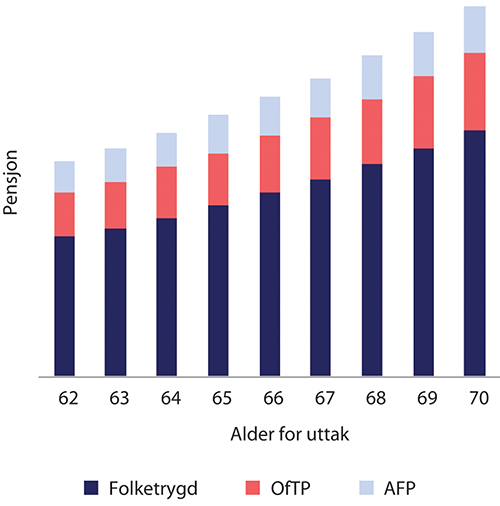 Pensjon
62 63 64 65 66 67 68 69 70
Alder for uttak
Folketrygd OfTP AFP